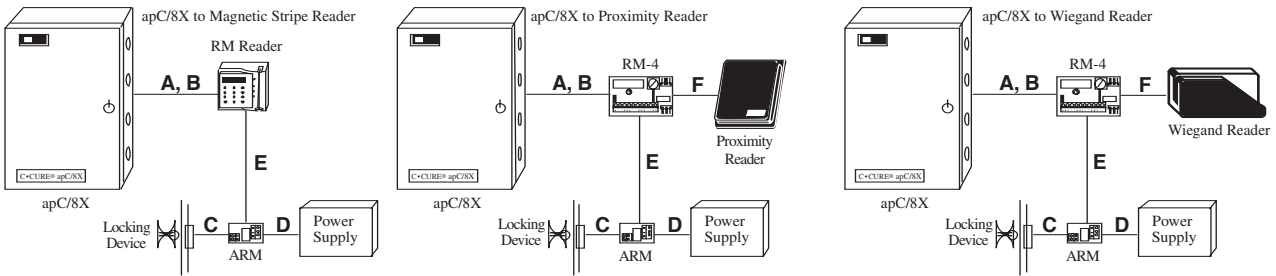 apC/8X to Magnetic Stripe Reader
RM Reader
A, B
E
C•CURE® apC/8X
apC/8X
Locking
Device
C
D
ARM
Power
Supply
apC/8X to Proximity Reader
RM-4
A, B
F
Proximity
Reader
E
C•CURE® apC/8X
apC/8X
Locking
Device
C
D
ARM
Power
Supply
apC/8X to Wiegand Reader
RM-4
A, B
F
Wiegand Reader
E
C•CURE® apC/8X
apC/8X
Locking
Device
C
D
ARM
Power
Supply